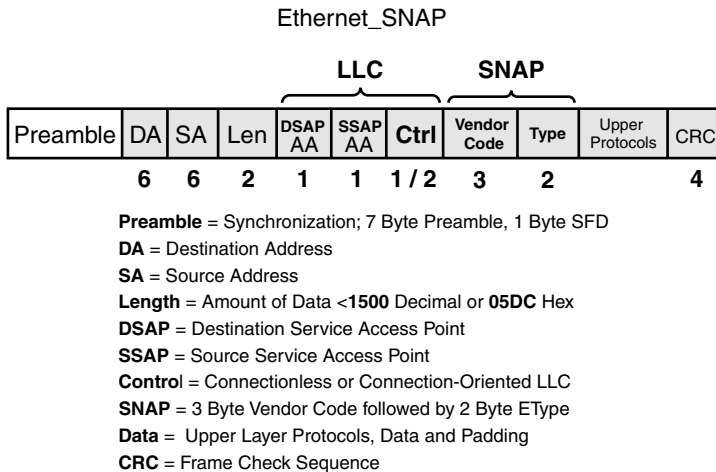 Ethernet_SNAP
LLC SNAP
Preamble DA SA Len DSAP AA SSAP AA Ctrl Vendor Code Type Upper Protocols CRC
6 6 2 1 1 1 / 2 3 2 4
Preamble = Synchronization; 7 Byte Preamble, 1 Byte SFD
DA = Destination Address
SA = Source Address
Length = Amount of Data <1500 Decimal or 05DC Hex
DSAP = Destination Service Access Point
SSAP = Source Service Access Point
Control = Connectionless or Connection-Oriented LLC
SNAP = 3 Byte Vendor Code followed by 2 Byte EType
Data = Upper Layer Protocols, Data and Padding
CRC = Frame Check Sequence